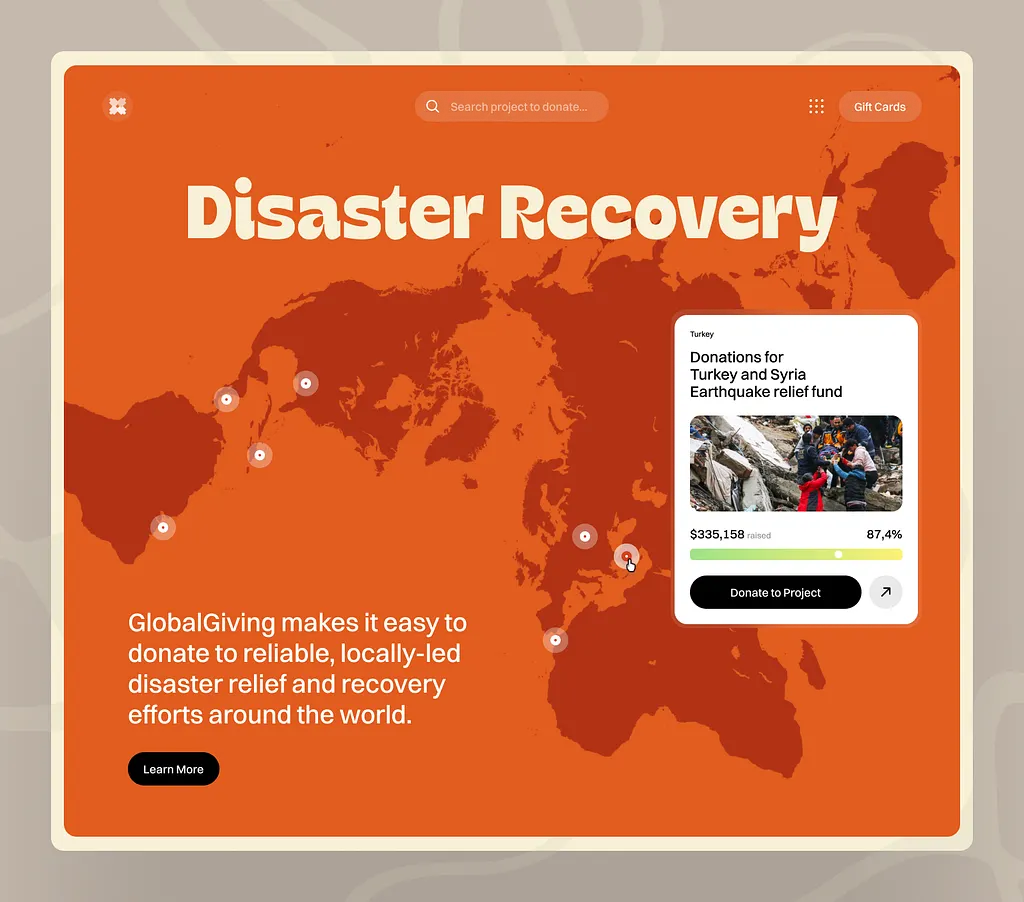 Search project to donate...
Gift Cards
Disaster Recovery
Turkey
Donations for
Turkey and Syria
Earthquake relief fund
$335,158 raised
87,4%
Donate to Project
GlobalGiving makes it easy to
donate to reliable, locally-led
disaster relief and recovery
efforts around the world.
Learn More